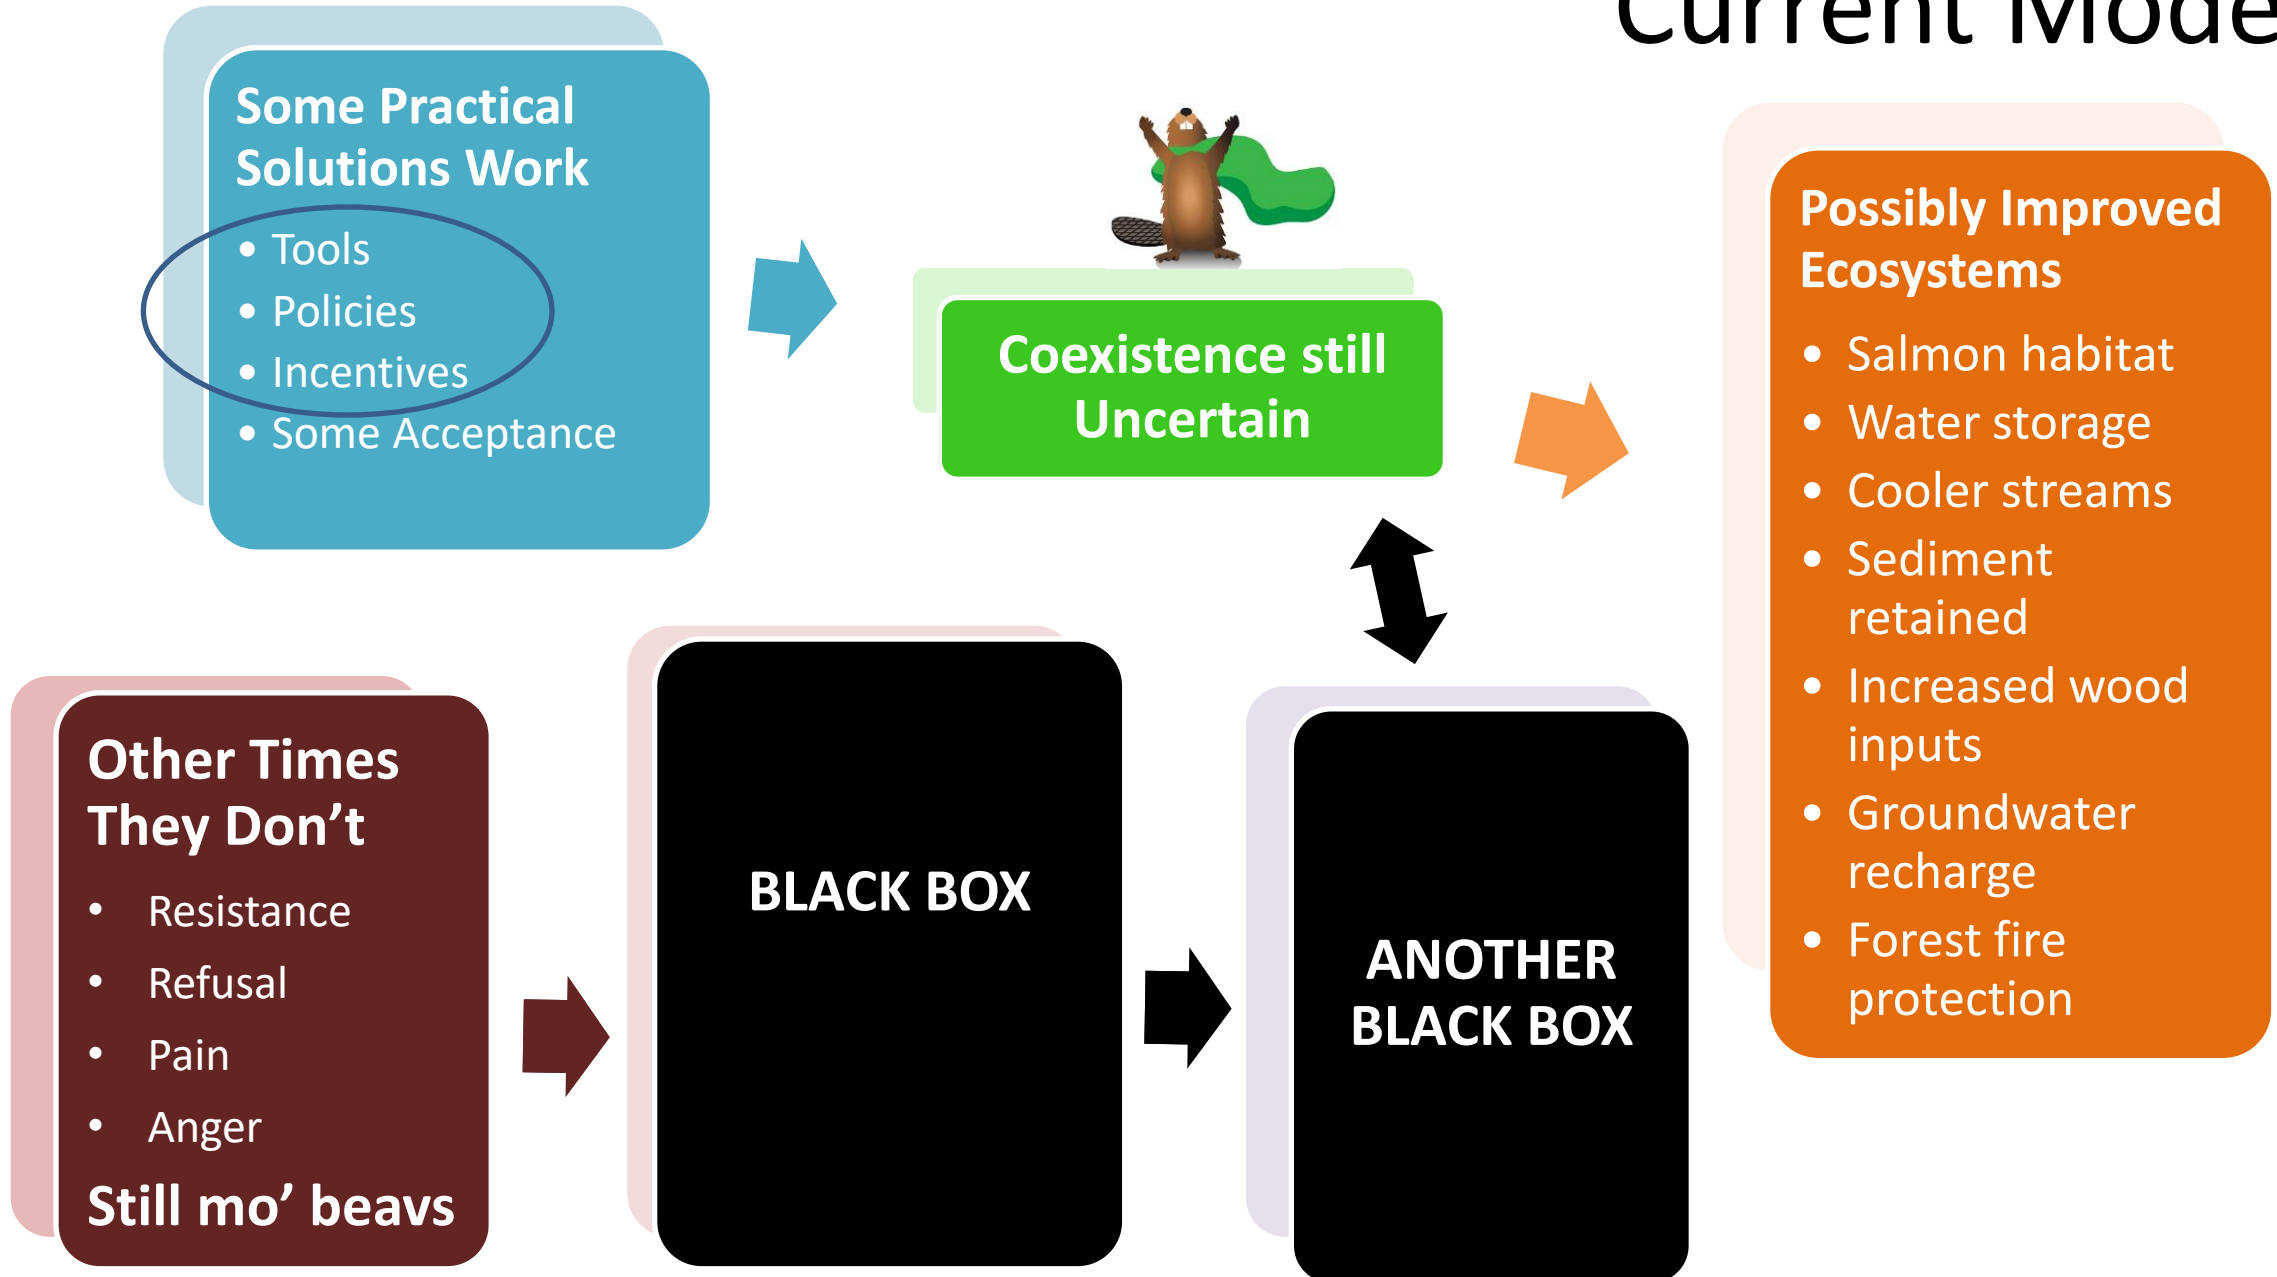 Current Mode
Some Practical
Solutions Work
• Tools
• Policies
• Incentives
• Some Acceptance
Coexistence still
Uncertain
Possibly Improved
Ecosystems
• Salmon habitat
• Water storage
• Cooler streams
• Sediment
retained
• Increased wood
inputs
• Groundwater
recharge
• Forest fire
protection
Other Times
They Don’t
• Resistance
• Refusal
• Pain
• Anger
Still mo’ beavs
BLACK BOX
ANOTHER
BLACK BOX